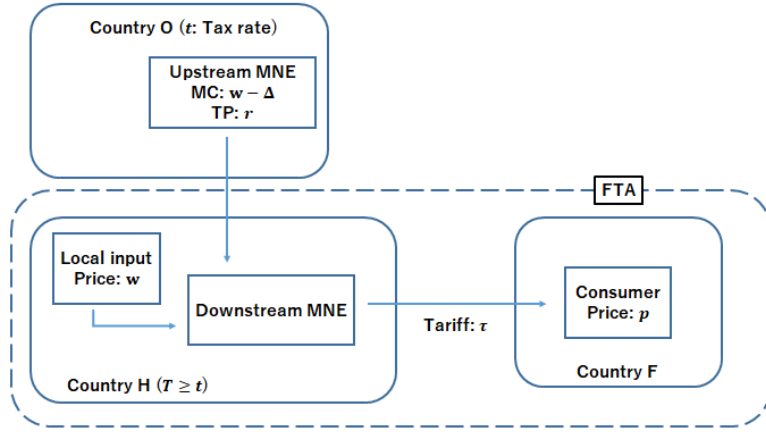 Country O (t: Tax rate)
Upstream MNE
MC: w − Δ
TP: r
FTA
Local input
Price: w
Downstream MNE
Tariff: τ
Consumer
Price: p
Country F
Country H (T ≥ t)